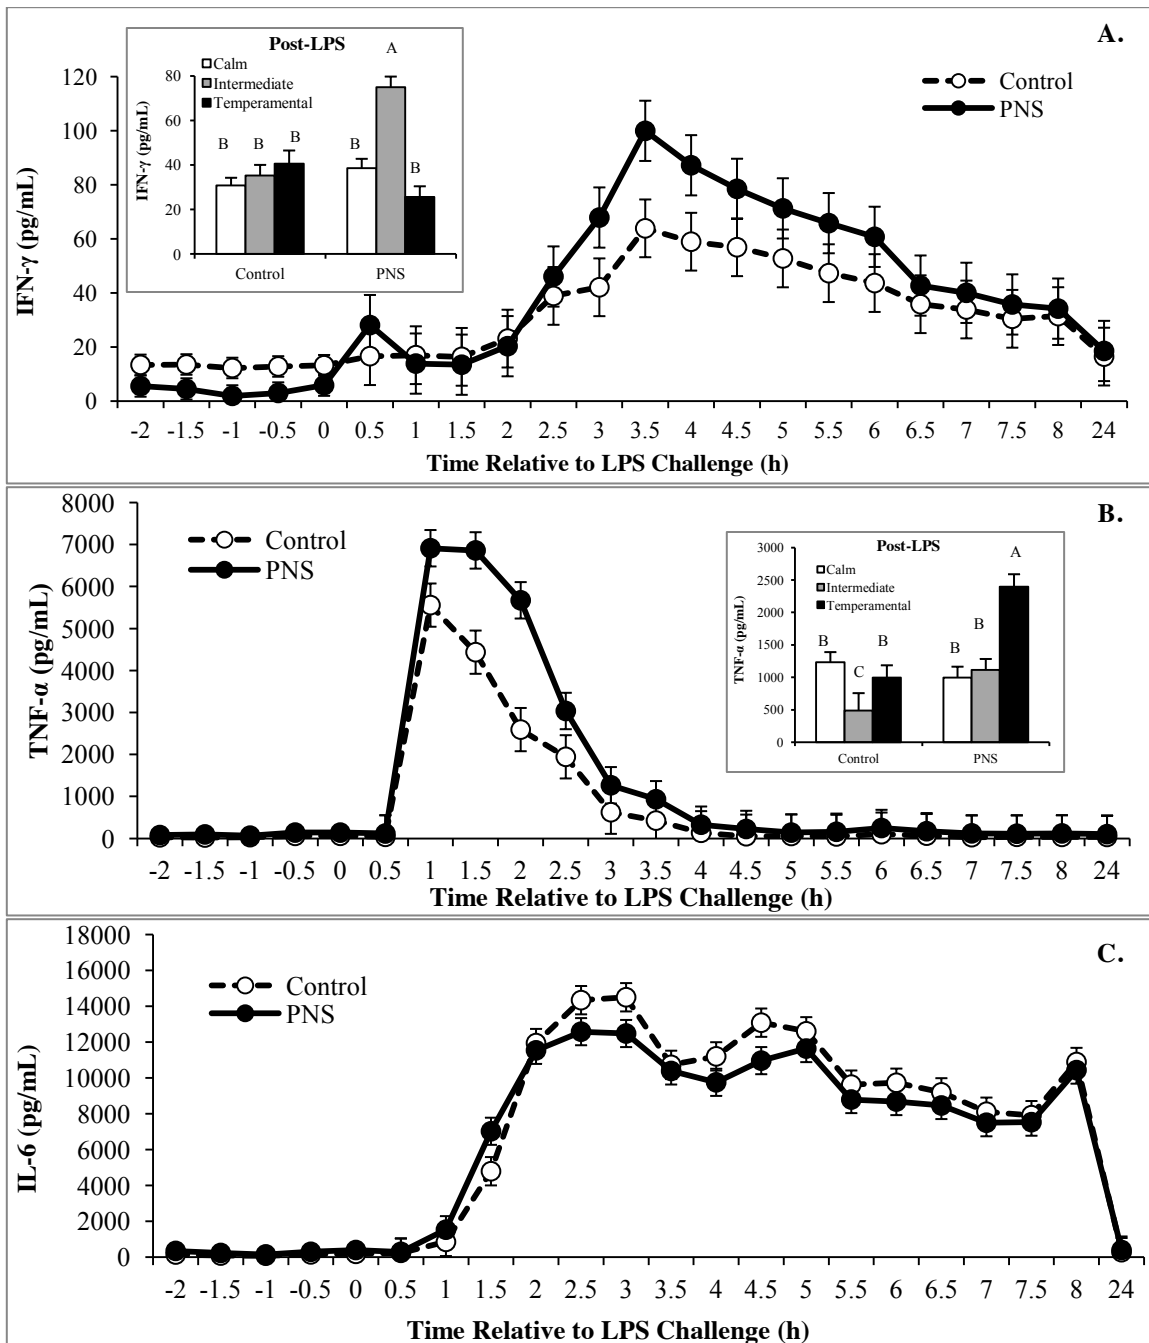 A.
Post-LPS
Calm
Intermediate
Temperamental
IFN-γ (pg/mL)
80
60
40
20
0
B B B B A B
Control PNS
Control
PNS
IFN-γ (pg/mL)
120
100
80
60
40
20
0
-2 -1.5 -1 -0.5 0 0.5 1 1.5 2 2.5 3 3.5 4 4.5 5 5.5 6 6.5 7 7.5 8 24
Time Relative to LPS Challenge (h)
B.
Control
PNS
TNF-α (pg/mL)
8000
7000
6000
5000
4000
3000
2000
1000
0
Post-LPS
Calm
Intermediate
Temperamental
TNF-α (pg/mL)
3000
2500
2000
1500
1000
500
0
B C B B B A
Control PNS
-2 -1.5 -1 -0.5 0 0.5 1 1.5 2 2.5 3 3.5 4 4.5 5 5.5 6 6.5 7 7.5 8 24
Time Relative to LPS Challenge (h)
C.
Control
PNS
IL-6 (pg/mL)
18000
16000
14000
12000
10000
8000
6000
4000
2000
0
-2 -1.5 -1 -0.5 0 0.5 1 1.5 2 2.5 3 3.5 4 4.5 5 5.5 6 6.5 7 7.5 8 24
Time Relative to LPS Challenge (h)